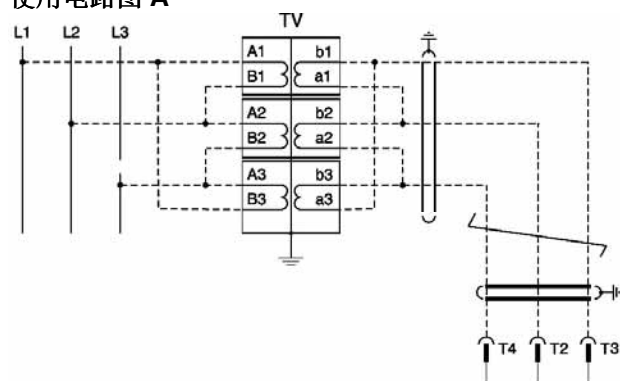 使用电路图 A
TV
L1 L2 L3
A1 b1
B1 a1
A2 b2
B2 a2
A3 b3
B3 a3
T4 T2 T3